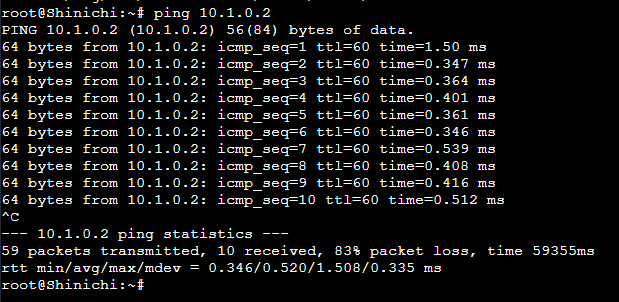 root@Shinichi:~# ping 10.1.0.2
PING 10.1.0.2 (10.1.0.2) 56(84) bytes of data.
64 bytes from 10.1.0.2: icmp_seq=1 ttl=60 time=1.50 ms
64 bytes from 10.1.0.2: icmp_seq=2 ttl=60 time=0.347 ms
64 bytes from 10.1.0.2: icmp_seq=3 ttl=60 time=0.364 ms
64 bytes from 10.1.0.2: icmp_seq=4 ttl=60 time=0.401 ms
64 bytes from 10.1.0.2: icmp_seq=5 ttl=60 time=0.361 ms
64 bytes from 10.1.0.2: icmp_seq=6 ttl=60 time=0.346 ms
64 bytes from 10.1.0.2: icmp_seq=7 ttl=60 time=0.539 ms
64 bytes from 10.1.0.2: icmp_seq=8 ttl=60 time=0.408 ms
64 bytes from 10.1.0.2: icmp_seq=9 ttl=60 time=0.416 ms
64 bytes from 10.1.0.2: icmp_seq=10 ttl=60 time=0.512 ms
^C
--- 10.1.0.2 ping statistics ---
59 packets transmitted, 10 received, 83% packet loss, time 59355ms
rtt min/avg/max/mdev = 0.346/0.520/1.508/0.335 ms
root@Shinichi:~#